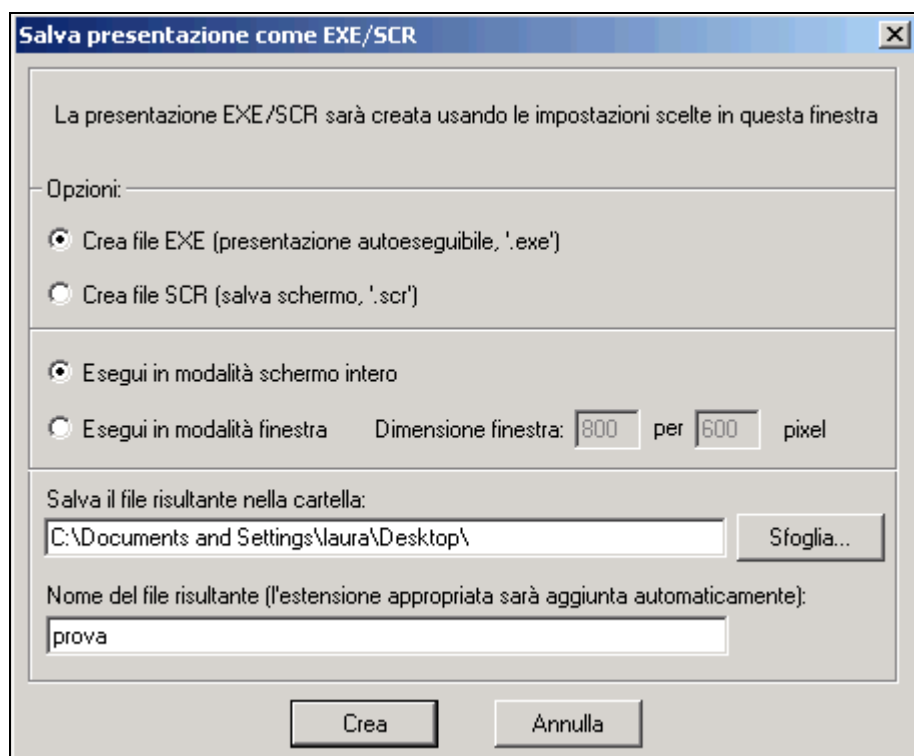 Salva presentazione come EXE/SCR
La presentazione EXE/SCR sarà creata usando le impostazioni scelte in questa finestra
Opzioni:
Crea file EXE (presentazione autoeseguibile, '.exe')
Crea file SCR (salva schermo, '.scr')
Esegui in modalità schermo intero
Esegui in modalità finestra Dimensione finestra: 800 per 600 pixel
Salva il file risultante nella cartella:
C:\Documents and Settings\laura\Desktop\ Sfoglia...
Nome del file risultante (l'estensione appropriata sarà aggiunta automaticamente):
prova
Crea Annulla